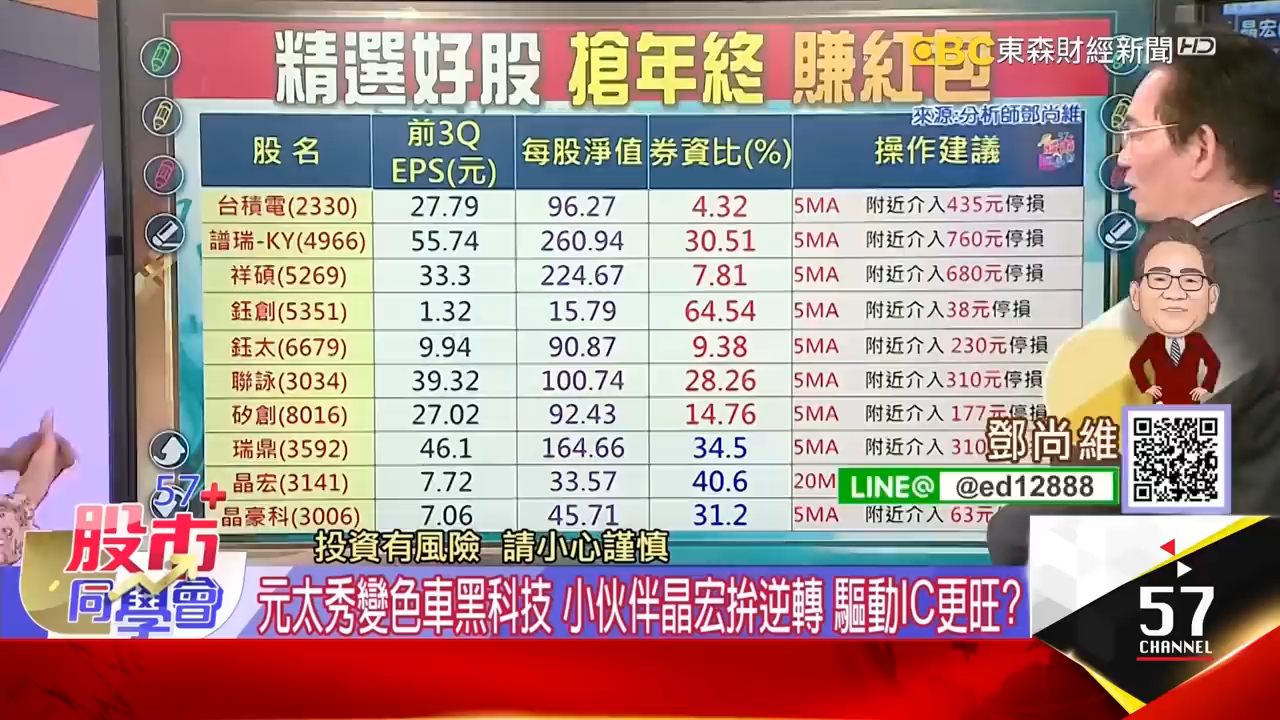 精選好股 搶年終 賺紅包
EBC 東森財經新聞 HD
來源:分析師鄧尚維
股名 前3Q EPS(元) 每股淨值 券資比(%) 操作建議
台積電(2330) 27.79 96.27 4.32 5MA 附近介入435元停損
譜瑞-KY(4966) 55.74 260.94 30.51 5MA 附近介入760元停損
祥碩(5269) 33.3 224.67 7.81 5MA 附近介入680元停損
鈺創(5351) 1.32 15.79 64.54 5MA 附近介入38元停損
鈺太(6679) 9.94 90.87 9.38 5MA 附近介入 230元停損
聯詠(3034) 39.32 100.74 28.26 5MA 附近介入310元停損
矽創(8016) 27.02 92.43 14.76 5MA 附近介入 177元停損
瑞鼎(3592) 46.1 164.66 34.5 5MA 附近介入 310
晶宏(3141) 7.72 33.57 40.6 20M
晶豪科(3006) 7.06 45.71 31.2 5MA 附近介入 63元
鄧尚維
LINE@ @ed12888
57+
股市
同學會
投資有風險 請小心謹慎
元太秀變色車黑科技 小伙伴晶宏拚逆轉 驅動IC更旺?
57
CHANNEL